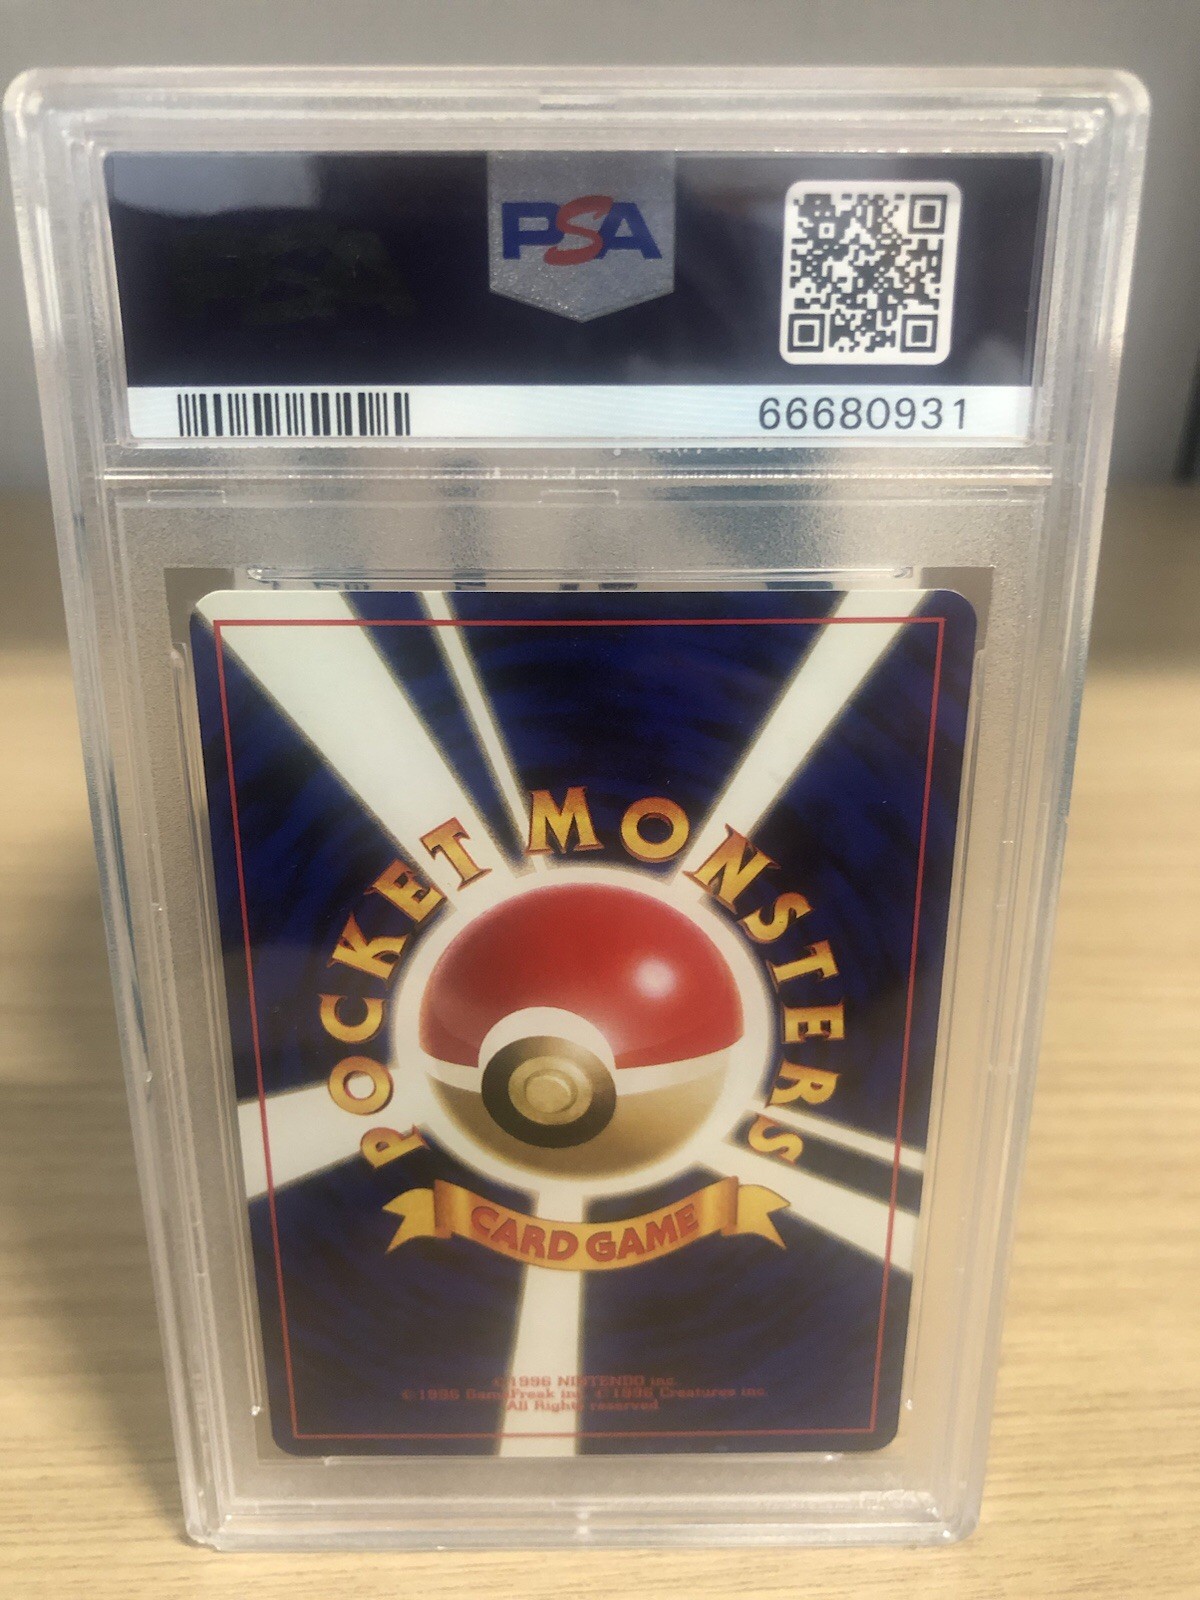 PSA
66680931
POCKET MONSTERS
CARD GAME
©1996 NINTENDO inc.
©1996 GameFreak inc. ©1996 Creatures inc.
All Rights reserved